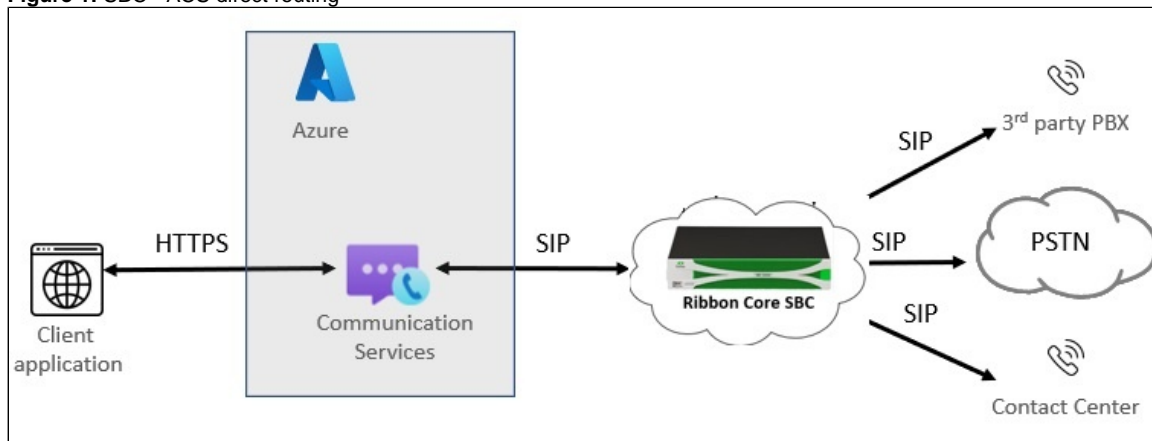 Figure 1: SBC - ACS direct routing
Azure
3rd party PBX
SIP
HTTPS
SIP
SIP
PSTN
Ribbon Core SBC
Client
application
Communication
Services
SIP
Contact Center